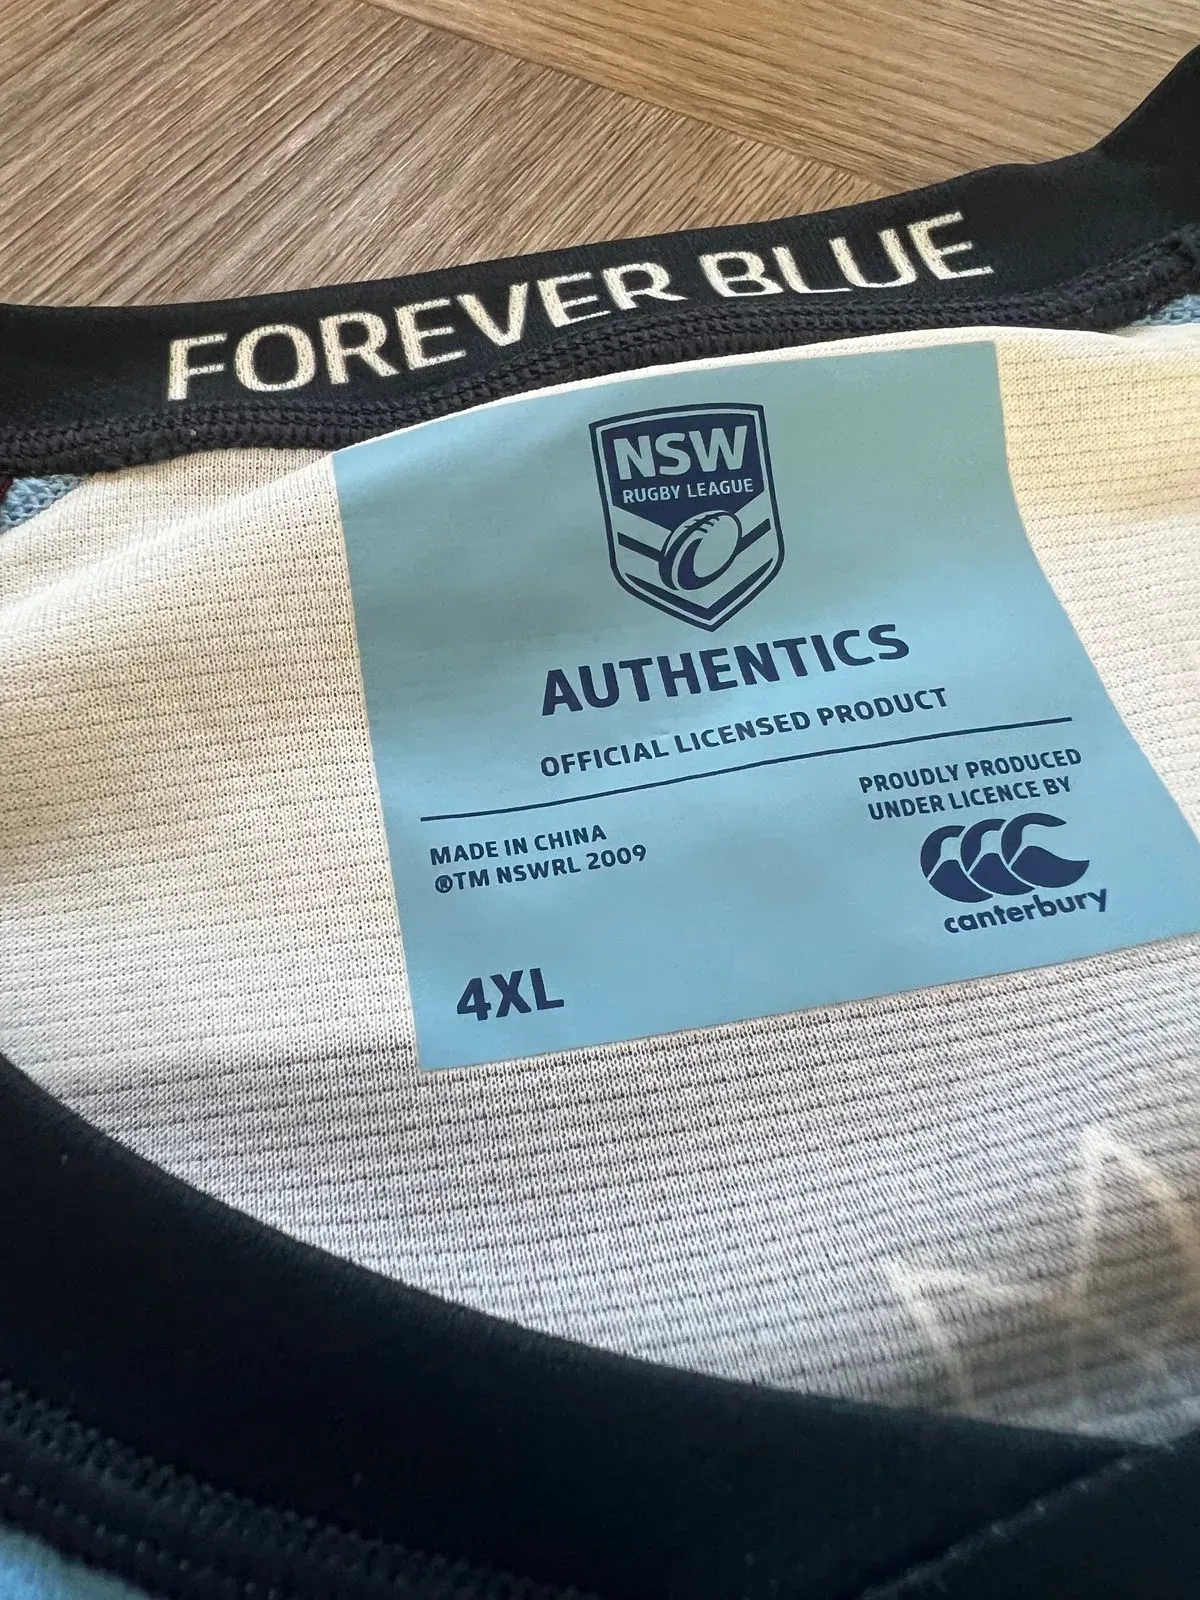 FOREVER BLUE
NSW
RUGBY LEAGUE
AUTHENTICS
OFFICIAL LICENSED PRODUCT
MADE IN CHINA
®TM NSWRL 2009
PROUDLY PRODUCED
UNDER LICENCE BY
canterbury
4XL